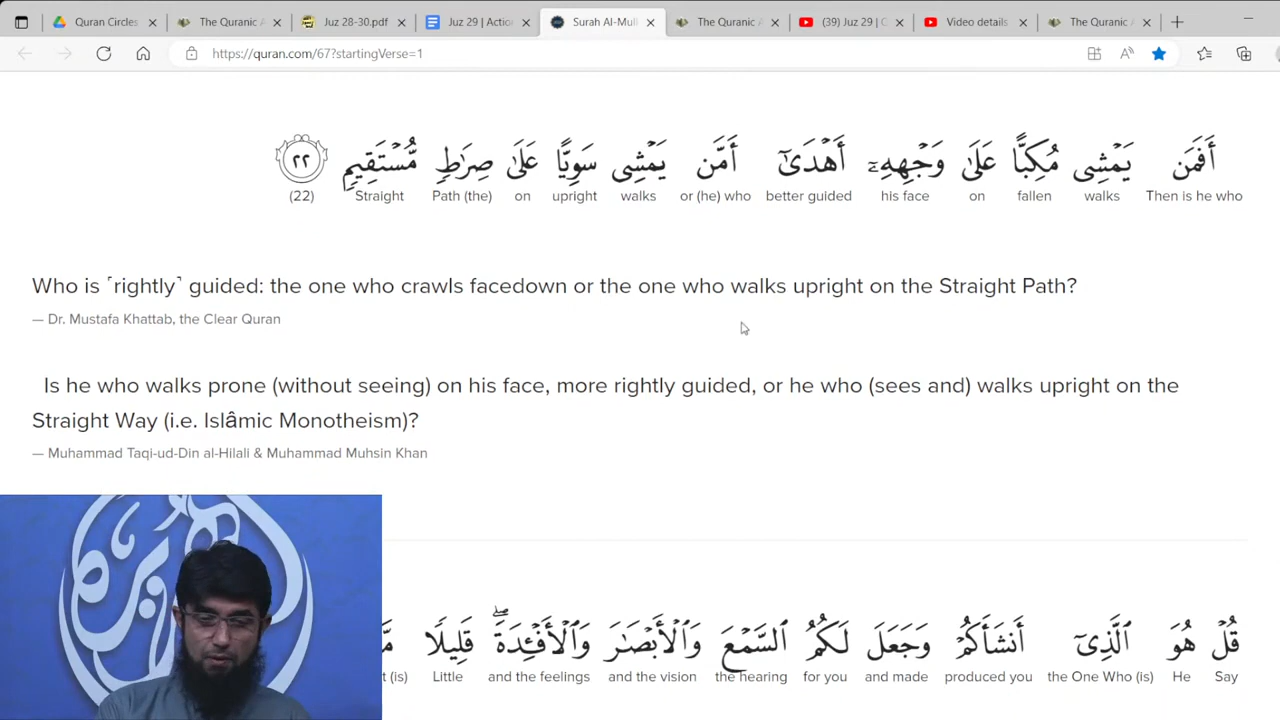 Quran Circles
The Quranic A
Juz 28-30.pdf
Juz 29 | Actic
Surah Al-Mul
The Quranic A
(39) Juz 29 | C
Video details
The Quranic A
https://quran.com/67?startingVerse=1
أَفَمَن يَمْشِى مُكِبًّا عَلَىٰ وَجْهِهِۦٓ أَهْدَىٰٓ أَمَّن يَمْشِى سَوِيًّا عَلَىٰ صِرَٰطٍ مُّسْتَقِيمٍ ٢٢
(22) Straight Path (the) on upright walks or (he) who better guided his face on fallen walks Then is he who
Who is ˹rightly˺ guided: the one who crawls facedown or the one who walks upright on the Straight Path?
— Dr. Mustafa Khattab, the Clear Quran
Is he who walks prone (without seeing) on his face, more rightly guided, or he who (sees and) walks upright on the
Straight Way (i.e. Islâmic Monotheism)?
— Muhammad Taqi-ud-Din al-Hilali & Muhammad Muhsin Khan
قُلْ هُوَ ٱلَّذِىٓ أَنشَأَكُمْ وَجَعَلَ لَكُمُ ٱلسَّمْعَ وَٱلْأَبْصَـٰرَ وَٱلْأَفْـِٔدَةَ ۖ قَلِيلًا
t (is) Little and the feelings and the vision the hearing for you and made produced you the One Who (is) He Say